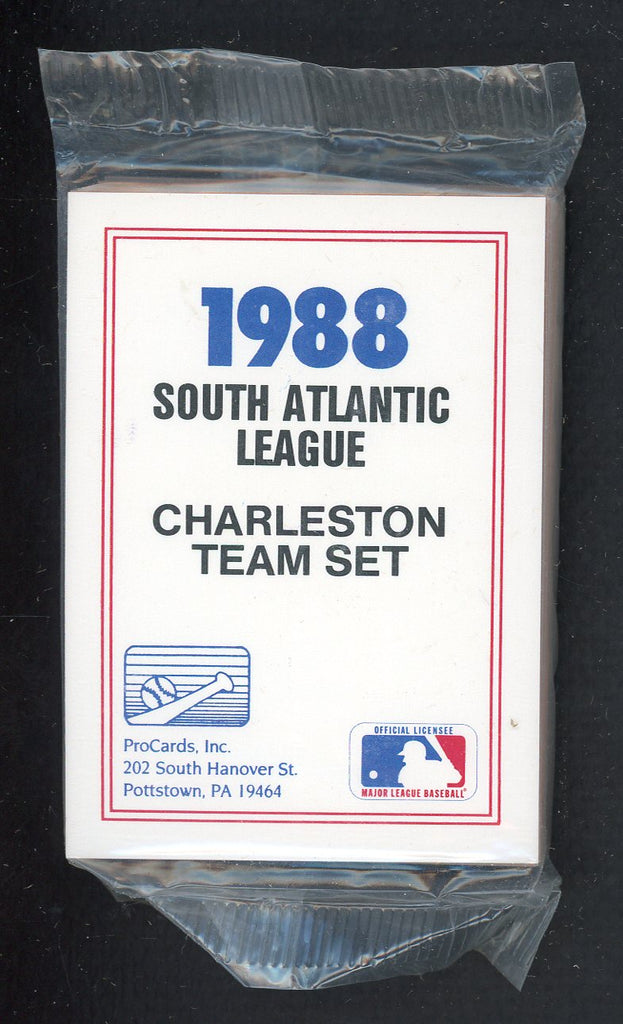 1988
SOUTH ATLANTIC
LEAGUE
CHARLESTON
TEAM SET
ProCards, Inc.
202 South Hanover St.
Pottstown, PA 19464
OFFICIAL LICENSEE
MAJOR LEAGUE BASEBALL®